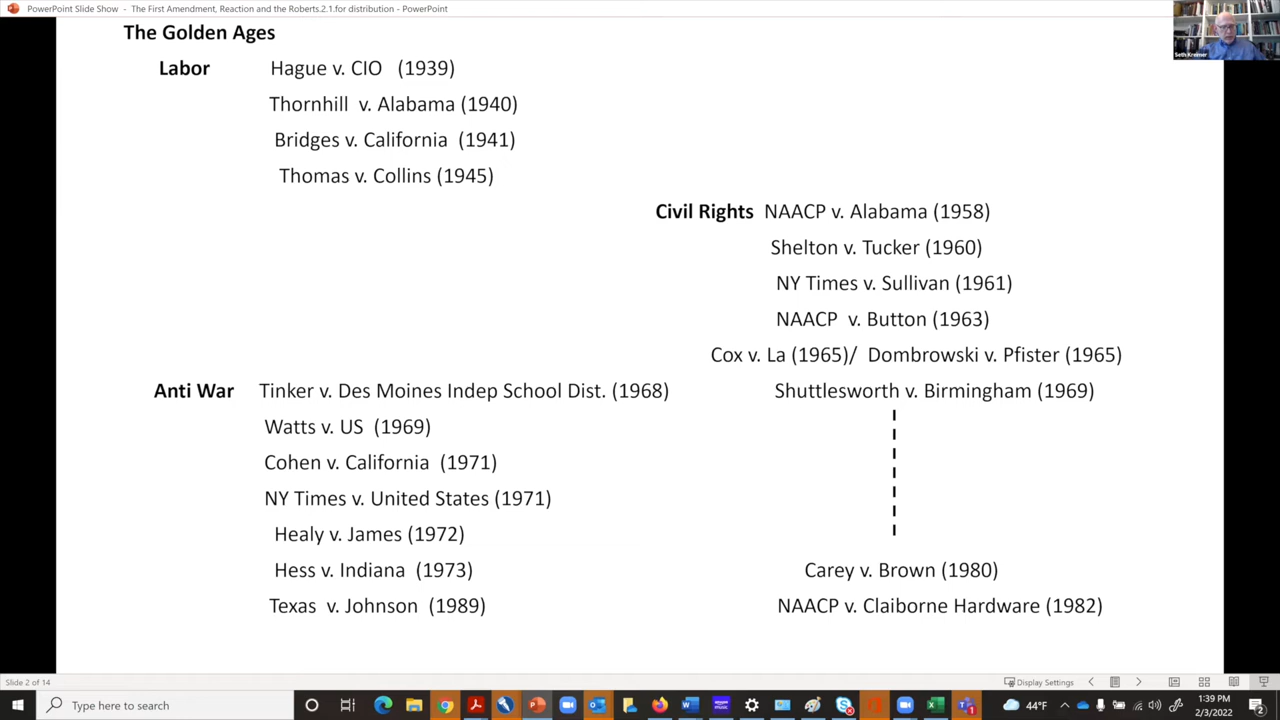 PowerPoint Slide Show - The First Amendment, Reaction and the Roberts.2.1.for distribution - PowerPoint
Seth Kreimer
The Golden Ages
Labor Hague v. CIO (1939)
Thornhill v. Alabama (1940)
Bridges v. California (1941)
Thomas v. Collins (1945)
Civil Rights NAACP v. Alabama (1958)
Shelton v. Tucker (1960)
NY Times v. Sullivan (1961)
NAACP v. Button (1963)
Cox v. La (1965)/ Dombrowski v. Pfister (1965)
Anti War Tinker v. Des Moines Indep School Dist. (1968) Shuttlesworth v. Birmingham (1969)
Watts v. US (1969)
Cohen v. California (1971)
NY Times v. United States (1971)
Healy v. James (1972)
Hess v. Indiana (1973) Carey v. Brown (1980)
Texas v. Johnson (1989) NAACP v. Claiborne Hardware (1982)
Slide 2 of 14 Display Settings
Type here to search 44°F 1:39 PM
2/3/2022